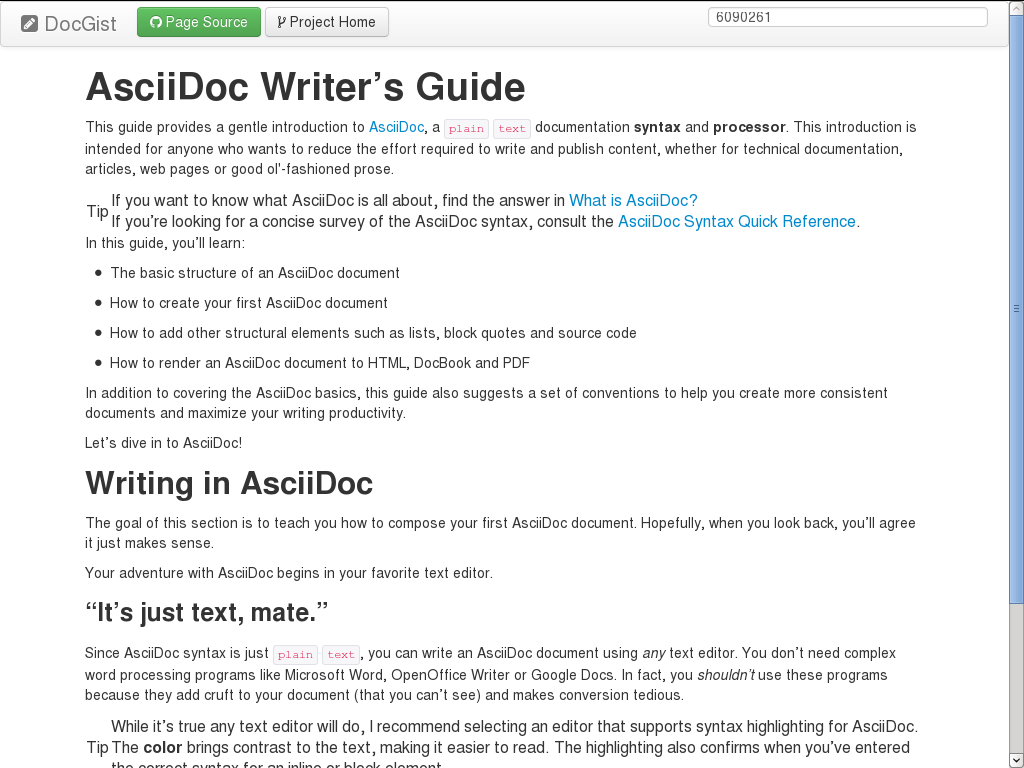 DocGist Page Source Project Home 6090261
AsciiDoc Writer’s Guide
This guide provides a gentle introduction to AsciiDoc, a plain text documentation syntax and processor. This introduction is
intended for anyone who wants to reduce the effort required to write and publish content, whether for technical documentation,
articles, web pages or good ol'-fashioned prose.
If you want to know what AsciiDoc is all about, find the answer in What is AsciiDoc?
Tip
If you’re looking for a concise survey of the AsciiDoc syntax, consult the AsciiDoc Syntax Quick Reference.
In this guide, you’ll learn:
• The basic structure of an AsciiDoc document
• How to create your first AsciiDoc document
• How to add other structural elements such as lists, block quotes and source code
• How to render an AsciiDoc document to HTML, DocBook and PDF
In addition to covering the AsciiDoc basics, this guide also suggests a set of conventions to help you create more consistent
documents and maximize your writing productivity.
Let’s dive in to AsciiDoc!
Writing in AsciiDoc
The goal of this section is to teach you how to compose your first AsciiDoc document. Hopefully, when you look back, you’ll agree
it just makes sense.
Your adventure with AsciiDoc begins in your favorite text editor.
“It’s just text, mate.”
Since AsciiDoc syntax is just plain text, you can write an AsciiDoc document using any text editor. You don’t need complex
word processing programs like Microsoft Word, OpenOffice Writer or Google Docs. In fact, you shouldn’t use these programs
because they add cruft to your document (that you can’t see) and makes conversion tedious.
While it’s true any text editor will do, I recommend selecting an editor that supports syntax highlighting for AsciiDoc.
Tip The color brings contrast to the text, making it easier to read. The highlighting also confirms when you’ve entered
the correct syntax for an inline or block element.